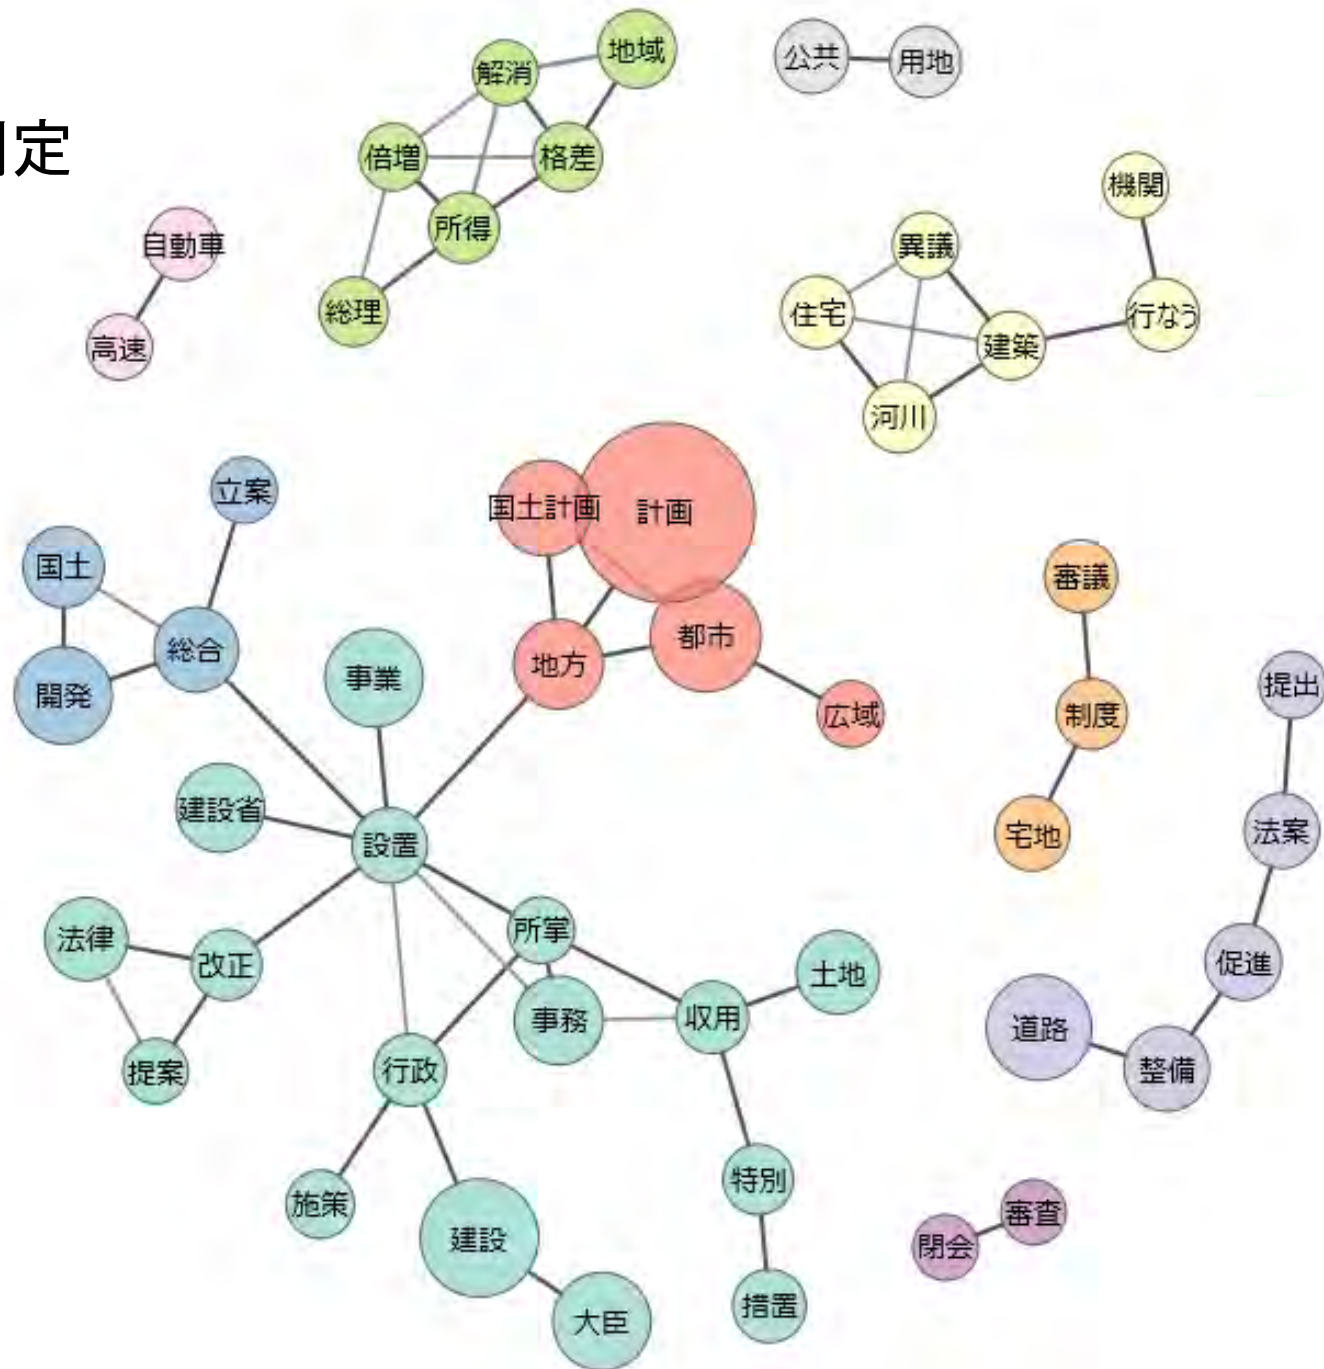 定
解消
地域
公共
用地
倍増
格差
所得
総理
自動車
高速
機関
異議
住宅
建築
行なう
河川
立案
国土計画
計画
国土
総合
開発
事業
地方
都市
広域
審議
制度
宅地
提出
法案
促進
道路
整備
建設省
設置
法律
改正
提案
所掌
事務
収用
土地
行政
施策
建設
大臣
特別
措置
審査
閉会